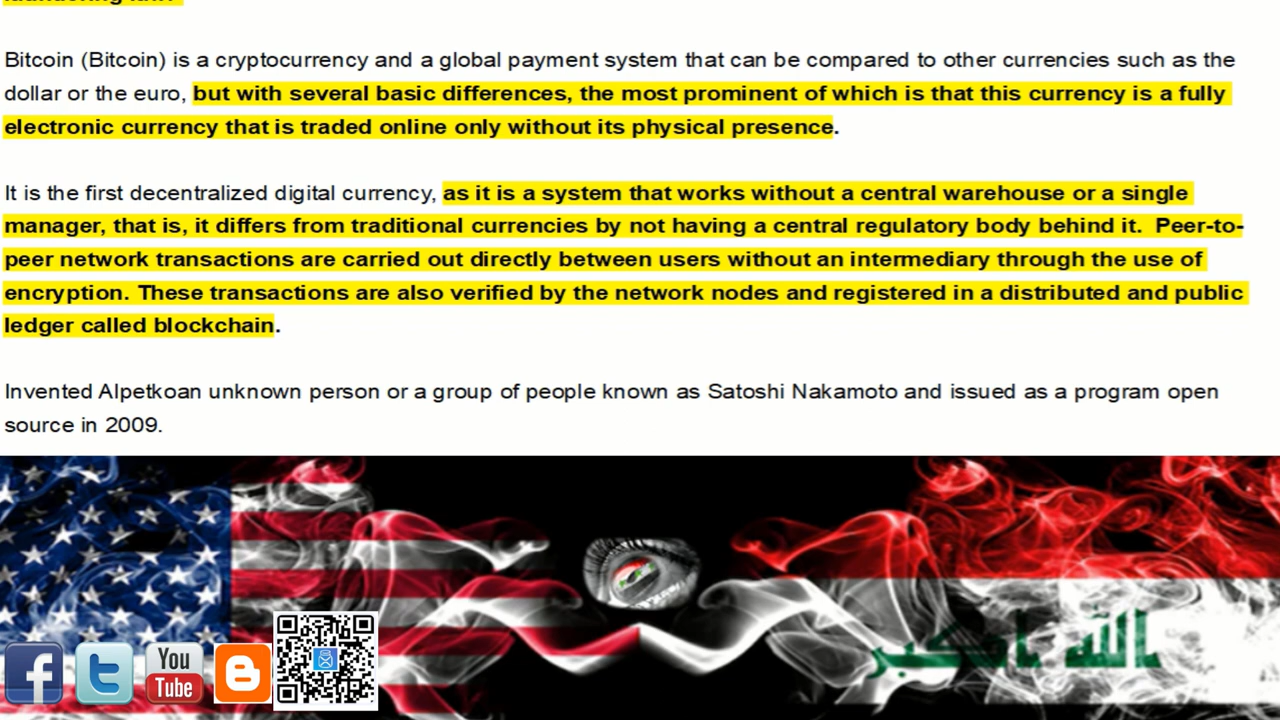 laundering law.
Bitcoin (Bitcoin) is a cryptocurrency and a global payment system that can be compared to other currencies such as the
dollar or the euro, but with several basic differences, the most prominent of which is that this currency is a fully
electronic currency that is traded online only without its physical presence.
It is the first decentralized digital currency, as it is a system that works without a central warehouse or a single
manager, that is, it differs from traditional currencies by not having a central regulatory body behind it.  Peer-to-
peer network transactions are carried out directly between users without an intermediary through the use of
encryption. These transactions are also verified by the network nodes and registered in a distributed and public
ledger called blockchain.
Invented Alpetkoan unknown person or a group of people known as Satoshi Nakamoto and issued as a program open
source in 2009.
الله اكبر
You
Tube